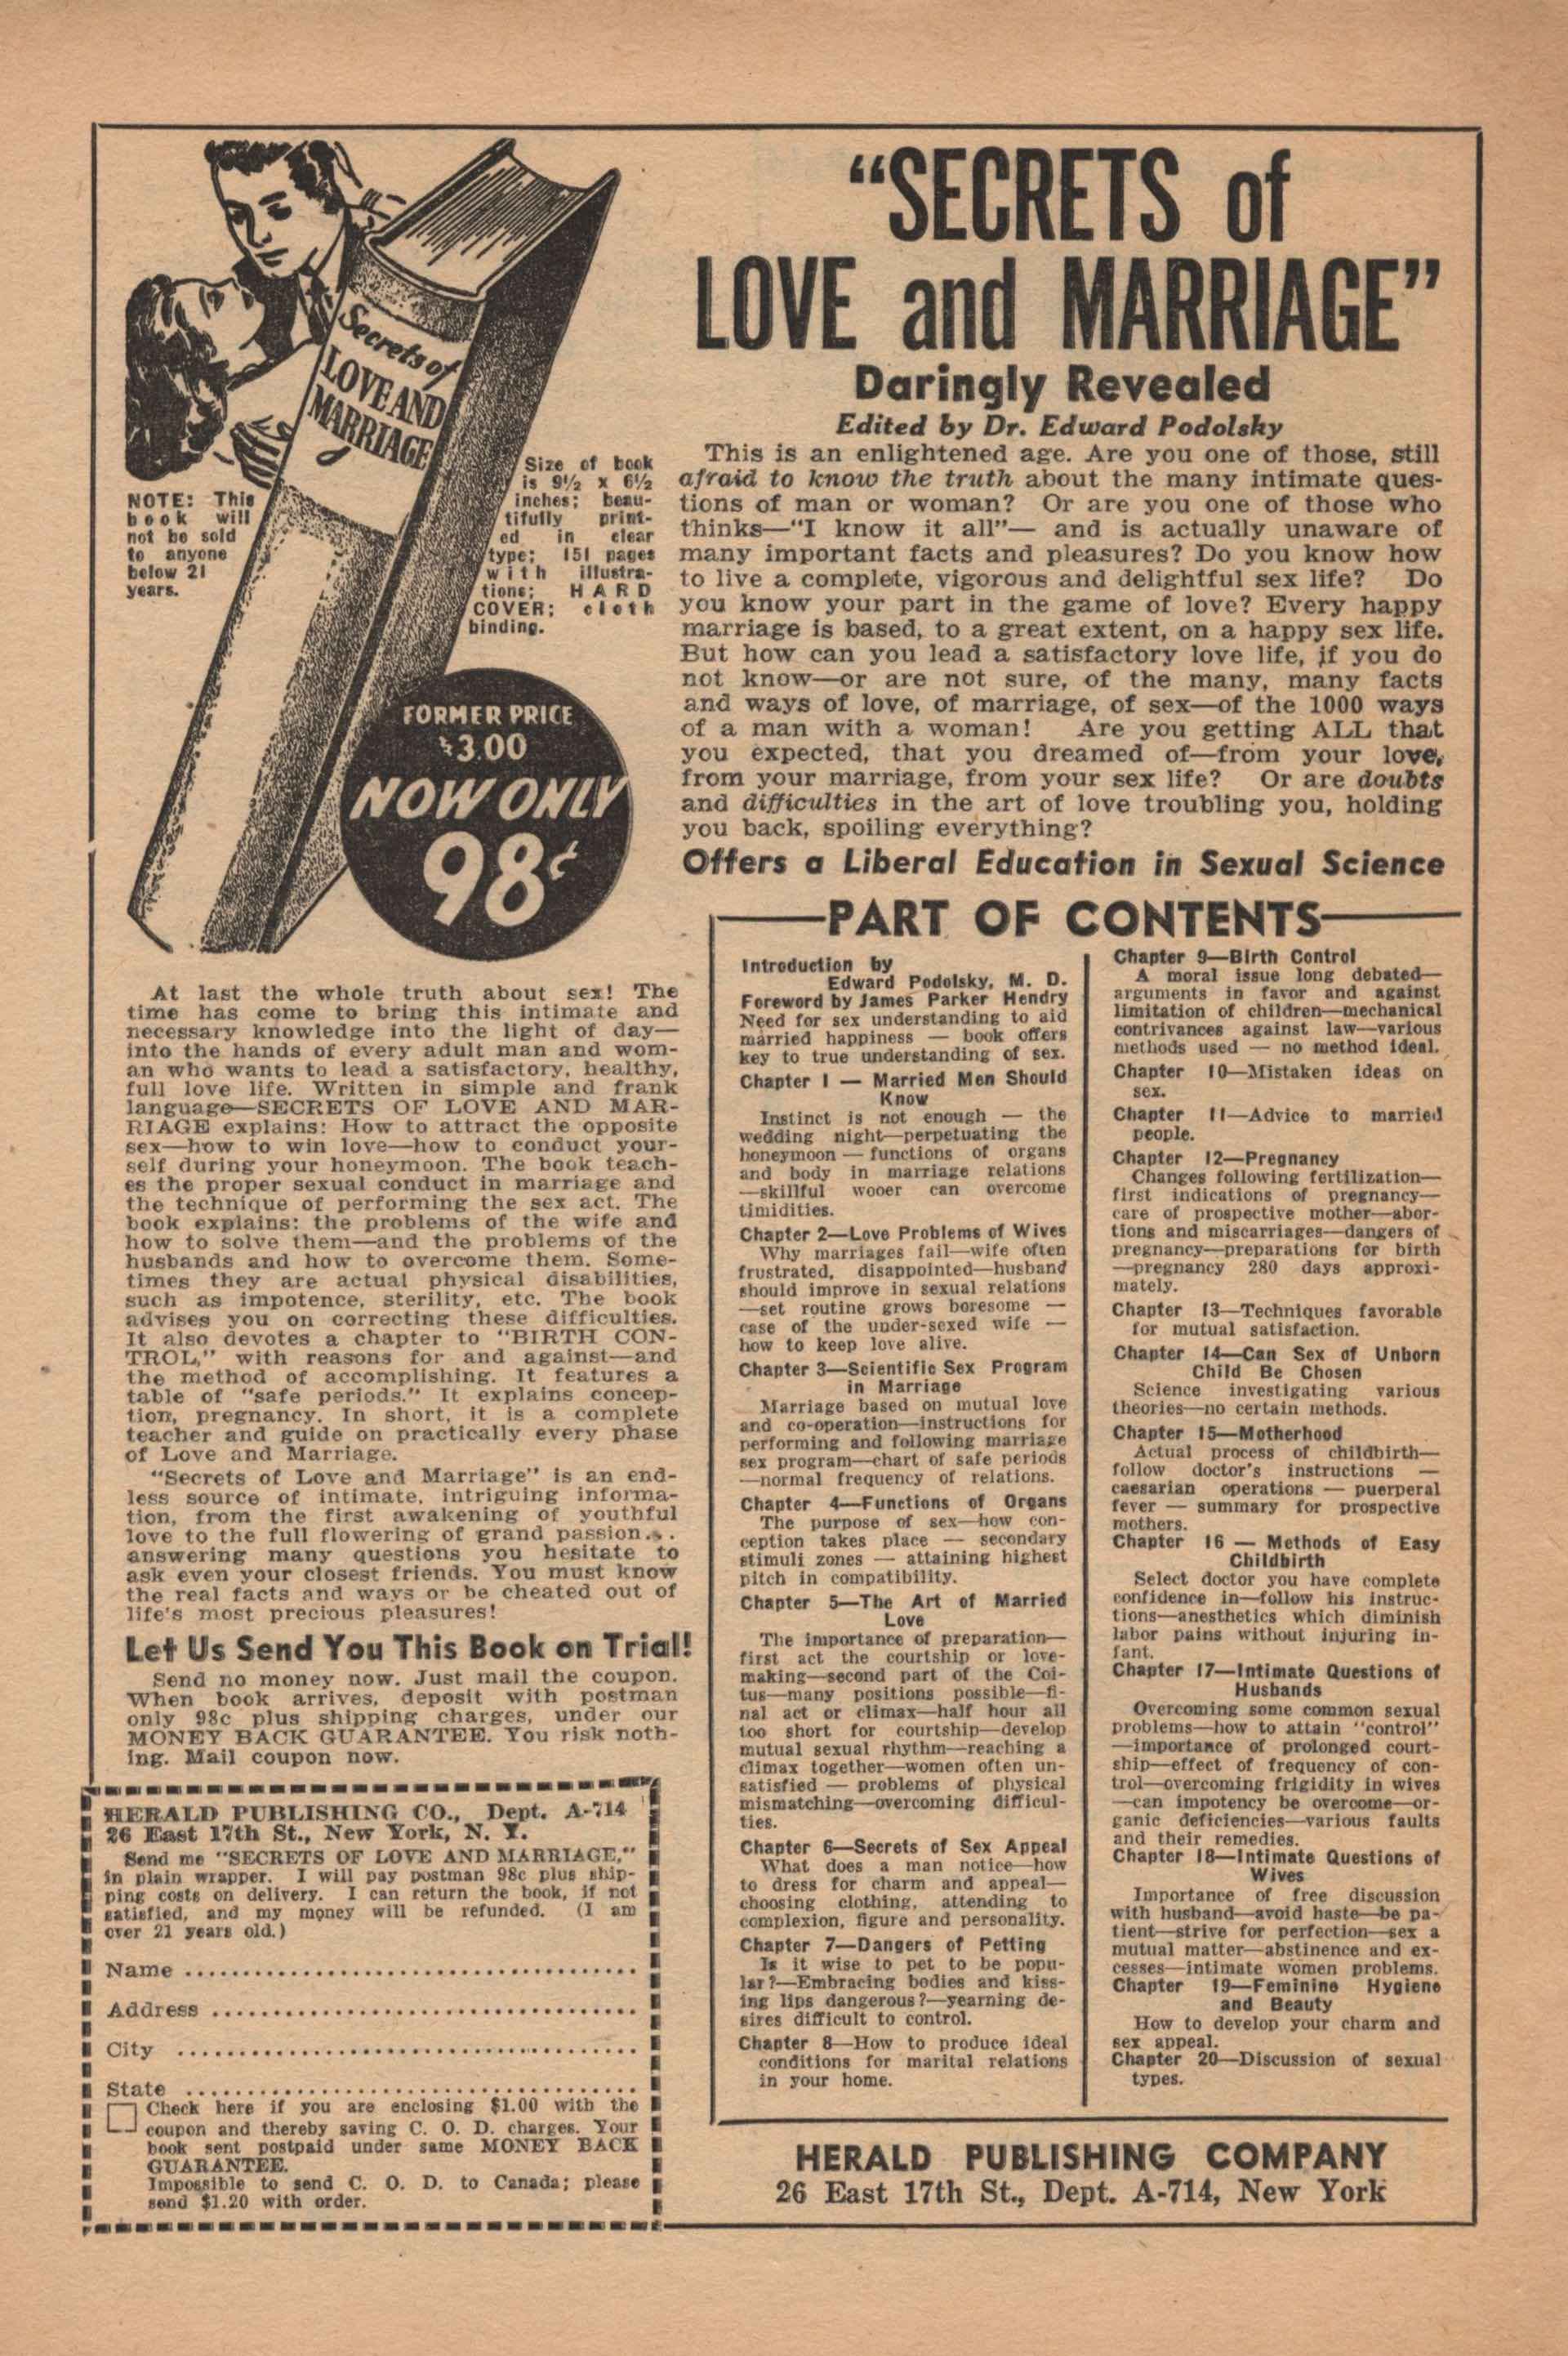 Secrets of
LOVE AND
MARRIAGE
NOTE: This
book will
not be sold
to anyone
below 21
years.
Size of book
is 9½ x 6½
inches; beau-
tifully print-
ed in clear
type; 151 pages
with illustra-
tions; HARD
COVER; cloth
binding.
FORMER PRICE
$3.00
NOW ONLY
98¢
"SECRETS of
LOVE and MARRIAGE"
Daringly Revealed
Edited by Dr. Edward Podolsky
This is an enlightened age. Are you one of those, still
afraid to know the truth about the many intimate ques-
tions of man or woman? Or are you one of those who
thinks—"I know it all"— and is actually unaware of
many important facts and pleasures? Do you know how
to live a complete, vigorous and delightful sex life? Do
you know your part in the game of love? Every happy
marriage is based, to a great extent, on a happy sex life.
But how can you lead a satisfactory love life, if you do
not know—or are not sure, of the many, many facts
and ways of love, of marriage, of sex—of the 1000 ways
of a man with a woman! Are you getting ALL that
you expected, that you dreamed of—from your love,
from your marriage, from your sex life? Or are doubts
and difficulties in the art of love troubling you, holding
you back, spoiling everything?
Offers a Liberal Education in Sexual Science
At last the whole truth about sex! The
time has come to bring this intimate and
necessary knowledge into the light of day—
into the hands of every adult man and wom-
an who wants to lead a satisfactory, healthy,
full love life. Written in simple and frank
language—SECRETS OF LOVE AND MAR-
RIAGE explains: How to attract the opposite
sex—how to win love—how to conduct your-
self during your honeymoon. The book teach-
es the proper sexual conduct in marriage and
the technique of performing the sex act. The
book explains: the problems of the wife and
how to solve them—and the problems of the
husbands and how to overcome them. Some-
times they are actual physical disabilities,
such as impotence, sterility, etc. The book
advises you on correcting these difficulties.
It also devotes a chapter to "BIRTH CON-
TROL," with reasons for and against—and
the method of accomplishing. It features a
table of "safe periods." It explains concep-
tion, pregnancy. In short, it is a complete
teacher and guide on practically every phase
of Love and Marriage.
"Secrets of Love and Marriage" is an end-
less source of intimate, intriguing informa-
tion, from the first awakening of youthful
love to the full flowering of grand passion...
answering many questions you hesitate to
ask even your closest friends. You must know
the real facts and ways or be cheated out of
life's most precious pleasures!
Let Us Send You This Book on Trial!
Send no money now. Just mail the coupon.
When book arrives, deposit with postman
only 98c plus shipping charges, under our
MONEY BACK GUARANTEE. You risk noth-
ing. Mail coupon now.
HERALD PUBLISHING CO., Dept. A-714
26 East 17th St., New York, N. Y.
Send me "SECRETS OF LOVE AND MARRIAGE,"
in plain wrapper. I will pay postman 98c plus ship-
ping costs on delivery. I can return the book, if not
satisfied, and my money will be refunded. (I am
over 21 years old.)
Name ......................................
Address ...................................
City ......................................
State .....................................
Check here if you are enclosing $1.00 with the
coupon and thereby saving C. O. D. charges. Your
book sent postpaid under same MONEY BACK
GUARANTEE.
Impossible to send C. O. D. to Canada; please
send $1.20 with order.
PART OF CONTENTS
Introduction by
Edward Podolsky, M. D.
Foreword by James Parker Hendry
Need for sex understanding to aid
married happiness — book offers
key to true understanding of sex.
Chapter 1 — Married Men Should
Know
Instinct is not enough — the
wedding night—perpetuating the
honeymoon — functions of organs
and body in marriage relations
—skillful wooer can overcome
timidities.
Chapter 2—Love Problems of Wives
Why marriages fail—wife often
frustrated, disappointed—husband
should improve in sexual relations
—set routine grows boresome —
case of the under-sexed wife —
how to keep love alive.
Chapter 3—Scientific Sex Program
in Marriage
Marriage based on mutual love
and co-operation—instructions for
performing and following marriage
sex program—chart of safe periods
—normal frequency of relations.
Chapter 4—Functions of Organs
The purpose of sex—how con-
ception takes place — secondary
stimuli zones — attaining highest
pitch in compatibility.
Chapter 5—The Art of Married
Love
The importance of preparation—
first act the courtship or love-
making—second part of the Coi-
tus—many positions possible—fi-
nal act or climax—half hour all
too short for courtship—develop
mutual sexual rhythm—reaching a
climax together—women often un-
satisfied — problems of physical
mismatching—overcoming difficul-
ties.
Chapter 6—Secrets of Sex Appeal
What does a man notice—how
to dress for charm and appeal—
choosing clothing, attending to
complexion, figure and personality.
Chapter 7—Dangers of Petting
Is it wise to pet to be popu-
lar?—Embracing bodies and kiss-
ing lips dangerous?—yearning de-
sires difficult to control.
Chapter 8—How to produce ideal
conditions for marital relations
in your home.
Chapter 9—Birth Control
A moral issue long debated—
arguments in favor and against
limitation of children—mechanical
contrivances against law—various
methods used — no method ideal.
Chapter 10—Mistaken ideas on
sex.
Chapter 11—Advice to married
people.
Chapter 12—Pregnancy
Changes following fertilization—
first indications of pregnancy—
care of prospective mother—abor-
tions and miscarriages—dangers of
pregnancy—preparations for birth
—pregnancy 280 days approxi-
mately.
Chapter 13—Techniques favorable
for mutual satisfaction.
Chapter 14—Can Sex of Unborn
Child Be Chosen
Science investigating various
theories—no certain methods.
Chapter 15—Motherhood
Actual process of childbirth—
follow doctor's instructions —
caesarian operations — puerperal
fever — summary for prospective
mothers.
Chapter 16 — Methods of Easy
Childbirth
Select doctor you have complete
confidence in—follow his instruc-
tions—anesthetics which diminish
labor pains without injuring in-
fant.
Chapter 17—Intimate Questions of
Husbands
Overcoming some common sexual
problems—how to attain "control"
—importance of prolonged court-
ship—effect of frequency of con-
trol—overcoming frigidity in wives
—can impotency be overcome—or-
ganic deficiencies—various faults
and their remedies.
Chapter 18—Intimate Questions of
Wives
Importance of free discussion
with husband—avoid haste—be pa-
tient—strive for perfection—sex a
mutual matter—abstinence and ex-
cesses—intimate women problems.
Chapter 19—Feminine Hygiene
and Beauty
How to develop your charm and
sex appeal.
Chapter 20—Discussion of sexual
types.
HERALD PUBLISHING COMPANY
26 East 17th St., Dept. A-714, New York